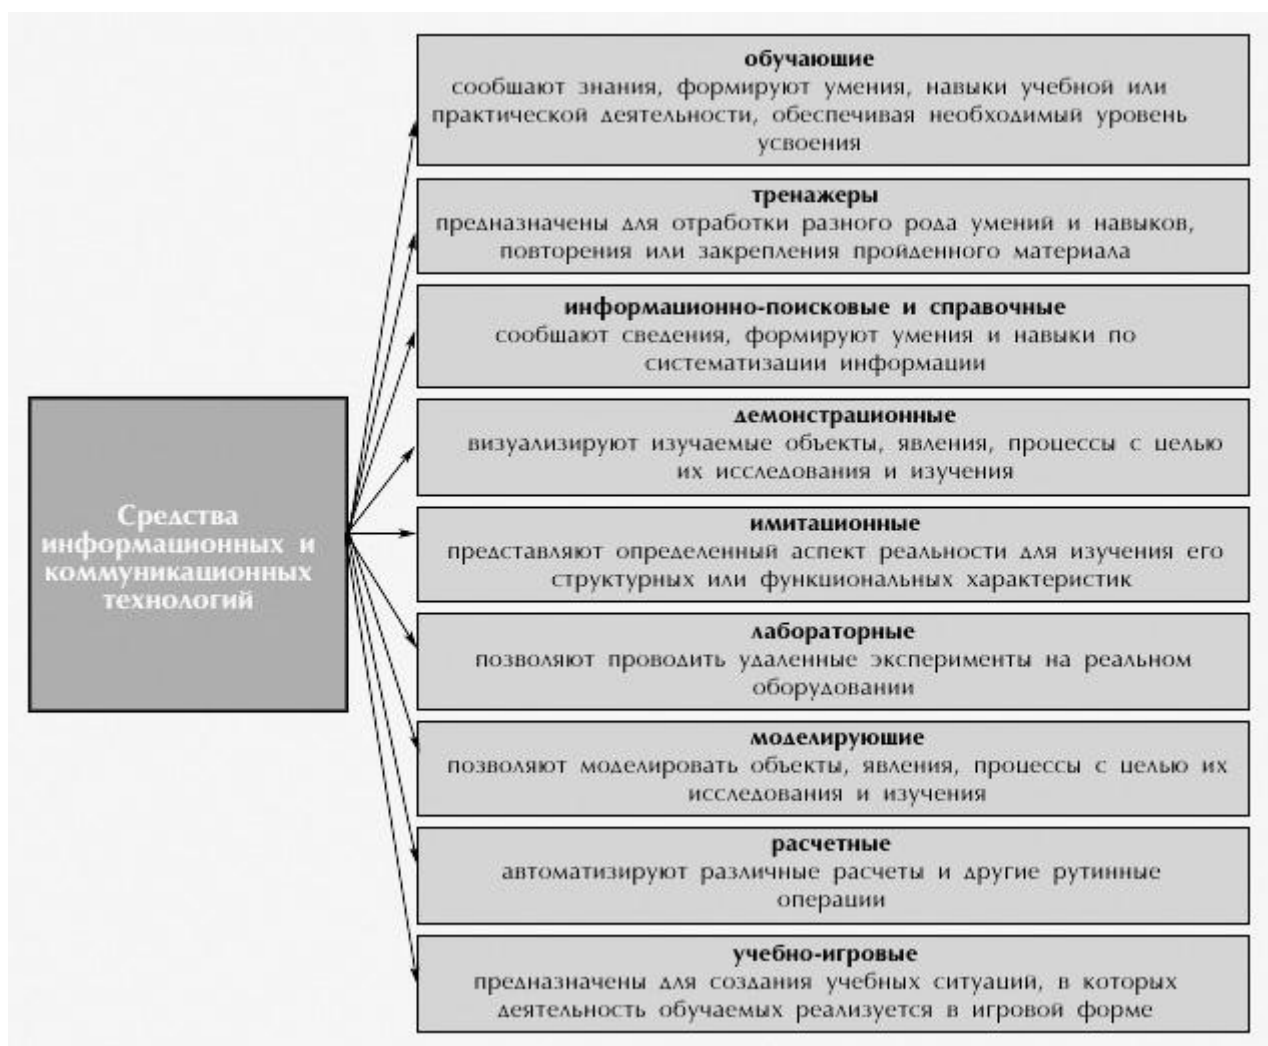 обучающие
сообщают знания, формируют умения, навыки учебной или
практической деятельности, обеспечивая необходимый уровень
усвоения
тренажеры
предназначены для отработки разного рода умений и навыков,
повторения или закрепления пройденного материала
информационно-поисковые и справочные
сообщают сведения, формируют умения и навыки по
систематизации информации
демонстрационные
визуализируют изучаемые объекты, явления, процессы с целью
их исследования и изучения
Средства
информационных и
коммуникационных
технологий
имитационные
представляют определенный аспект реальности для изучения его
структурных или функциональных характеристик
лабораторные
позволяют проводить удаленные эксперименты на реальном
оборудовании
моделирующие
позволяют моделировать объекты, явления, процессы с целью их
исследования и изучения
расчетные
автоматизируют различные расчеты и другие рутинные
операции
учебно-игровые
предназначены для создания учебных ситуаций, в которых
деятельность обучаемых реализуется в игровой форме